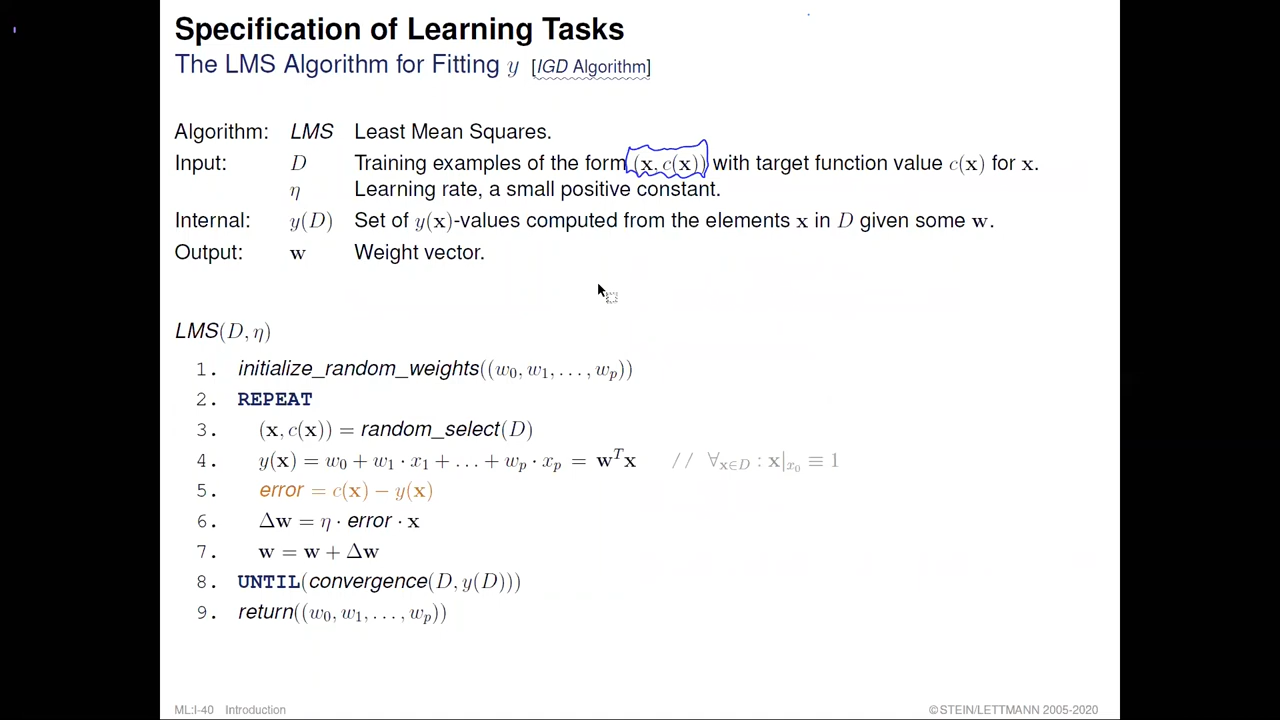 Specification of Learning Tasks
The LMS Algorithm for Fitting y [IGD Algorithm]
Algorithm: LMS Least Mean Squares.
Input: D Training examples of the form (x, c(x)) with target function value c(x) for x.
η Learning rate, a small positive constant.
Internal: y(D) Set of y(x)-values computed from the elements x in D given some w.
Output: w Weight vector.
LMS(D, η)
1. initialize_random_weights((w₀, w₁, . . . , wₚ))
2. REPEAT
3. (x, c(x)) = random_select(D)
4. y(x) = w₀ + w₁ · x₁ + . . . + wₚ · xₚ = wᵀx // ∀x∈D : x|x₀ ≡ 1
5. error = c(x) − y(x)
6. Δw = η · error · x
7. w = w + Δw
8. UNTIL(convergence(D, y(D)))
9. return((w₀, w₁, . . . , wₚ))
ML:I-40 Introduction ©STEIN/LETTMANN 2005-2020